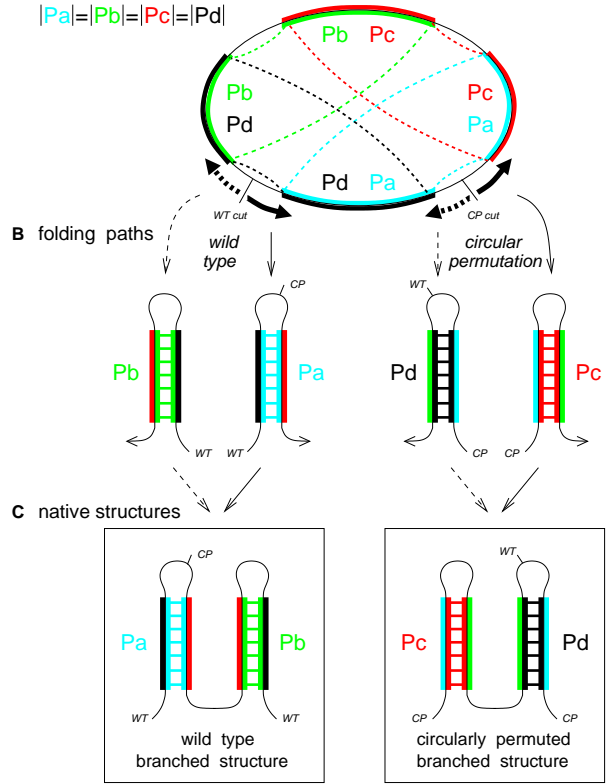 |Pa|=|Pb|=|Pc|=|Pd|
Pb Pc
Pb
Pd
Pc
Pa
Pd Pa
WT cut
CP cut
B folding paths
wild
type
circular
permutation
CP
WT
Pb
Pa
Pd
Pc
WT
WT
CP
CP
C native structures
CP
WT
Pa
Pb
Pc
Pd
WT
WT
CP
CP
wild type
branched structure
circularly permuted
branched structure